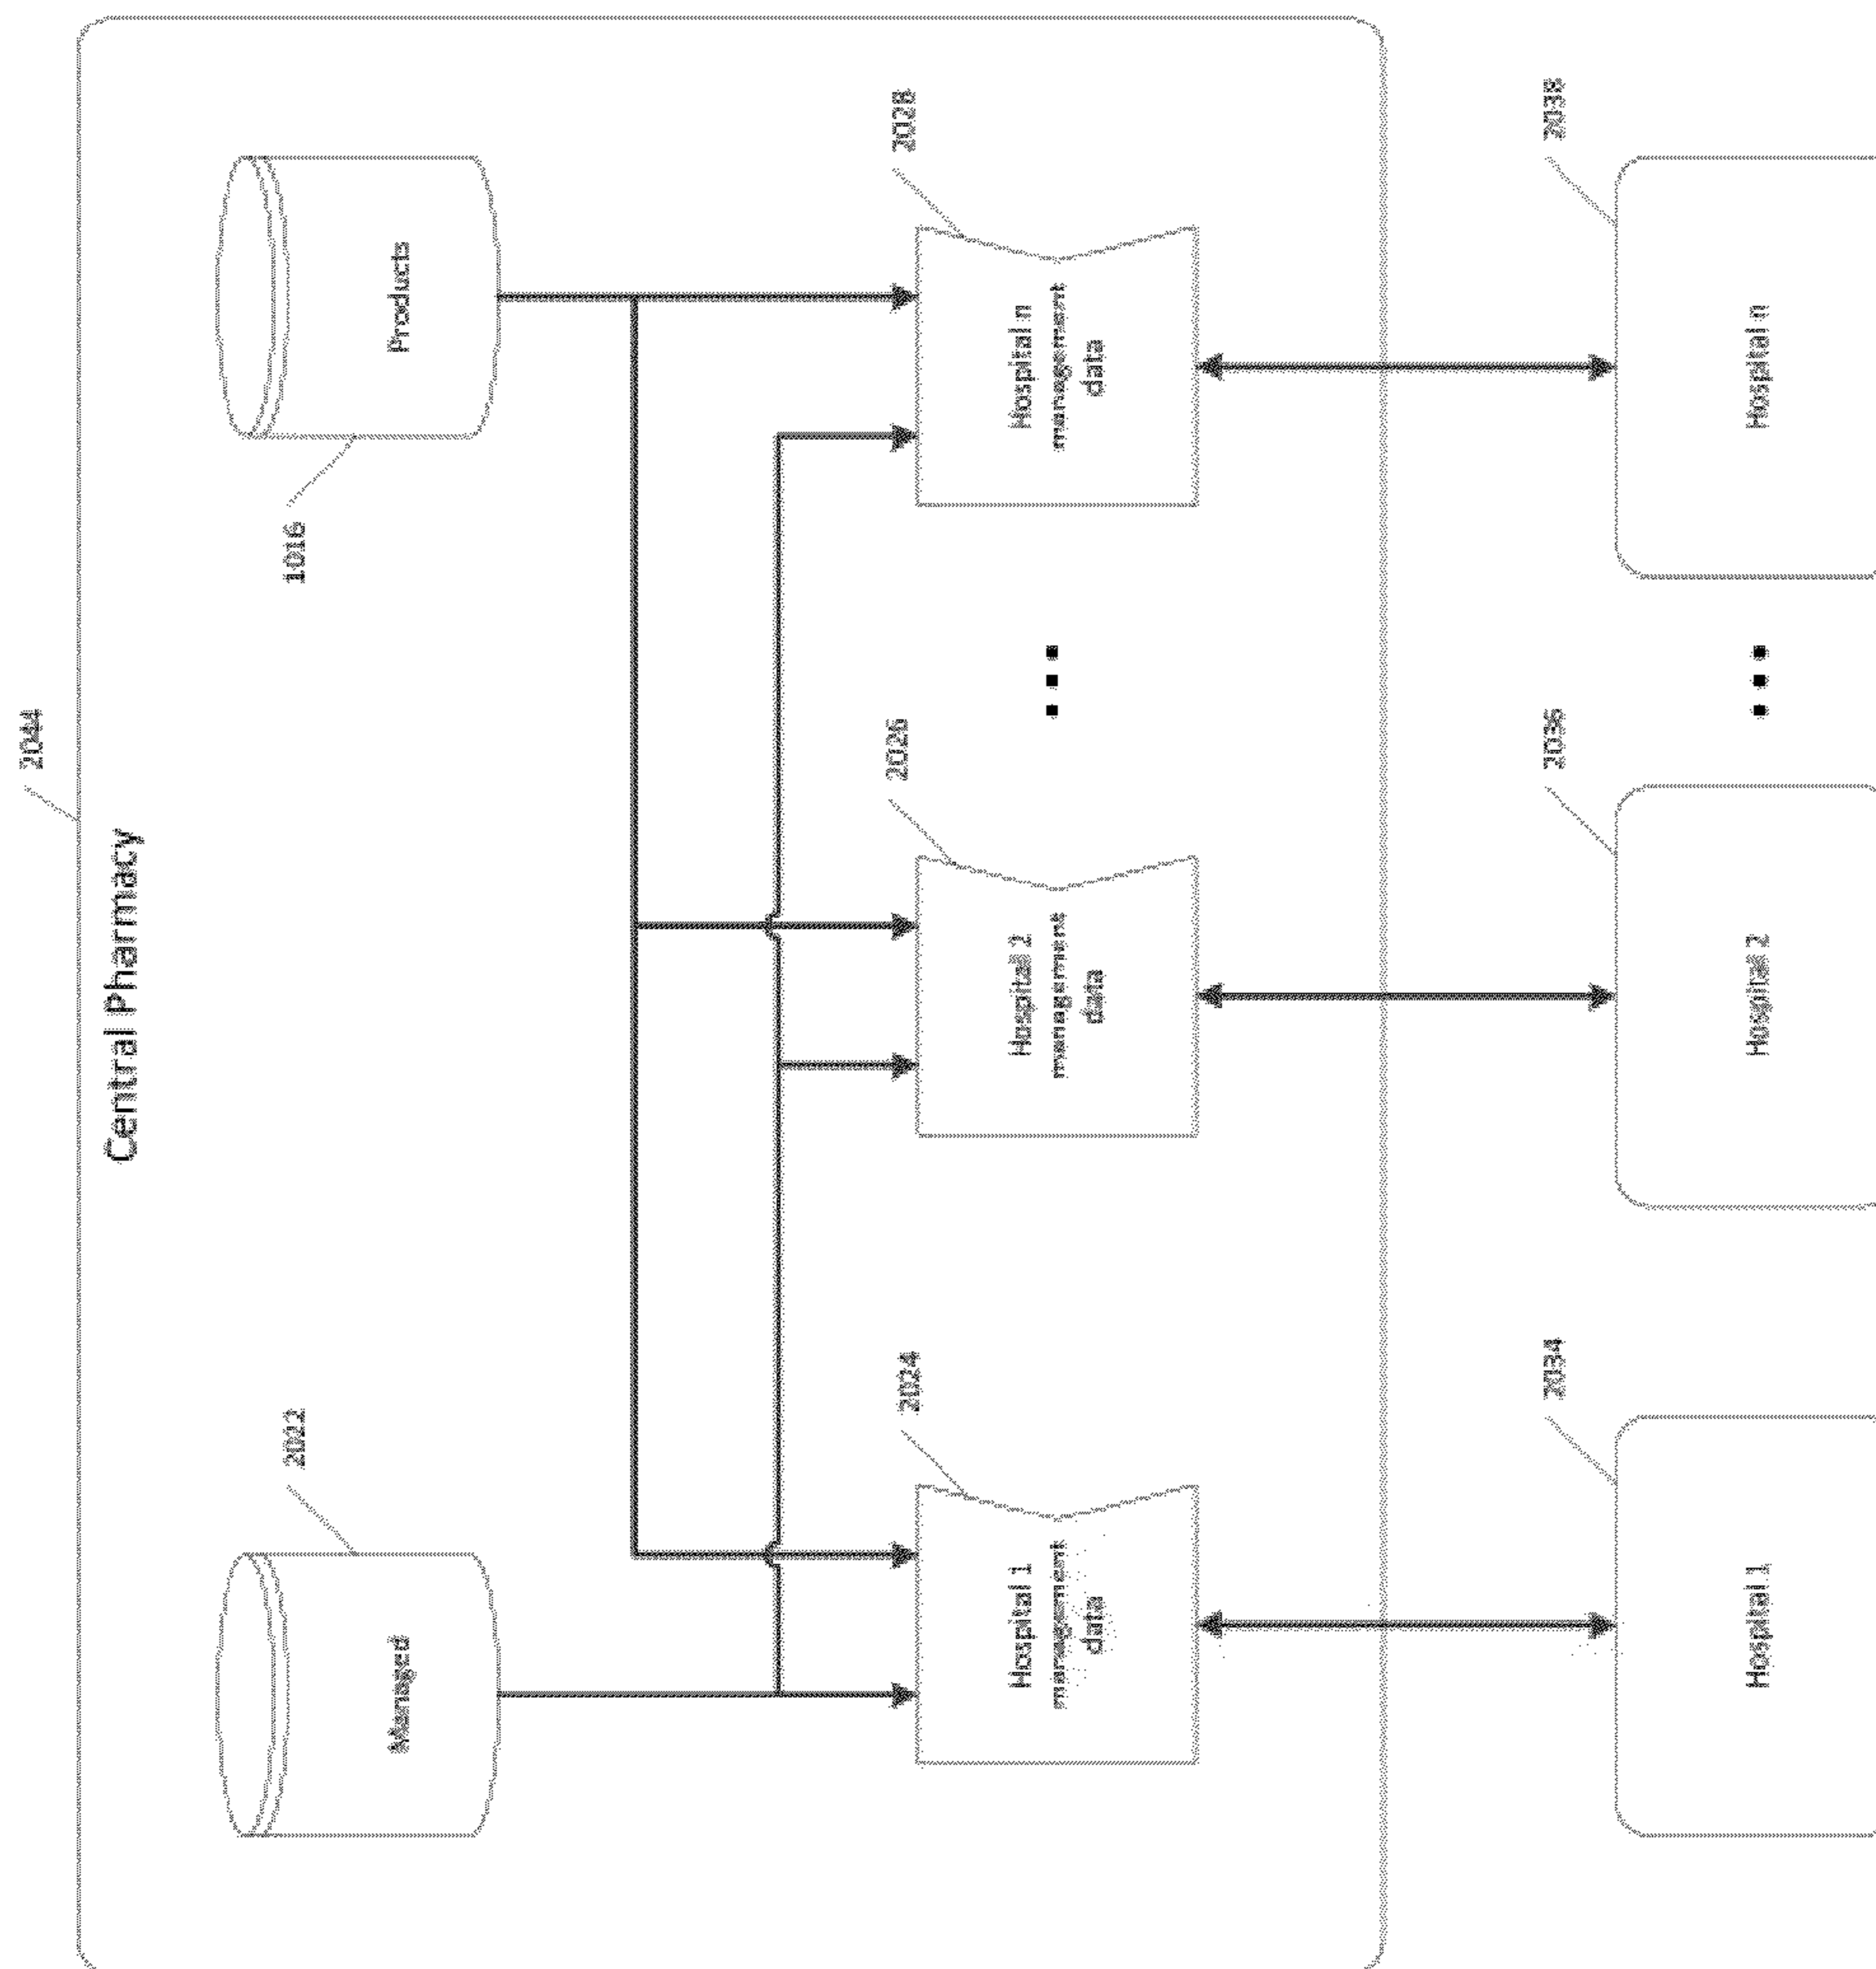 2044
Central Pharmacy
2022
1016
Managed
Products
2024
2026
2028
Hospital 1
management
data
Hospital 2
management
data
Hospital n
management
data
2034
2036
2038
Hospital 1
Hospital 2
Hospital n